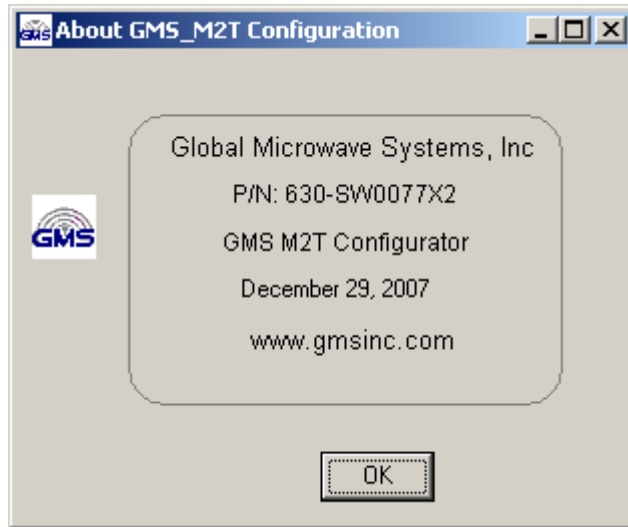 GMS About GMS_M2T Configuration
Global Microwave Systems, Inc
P/N: 630-SW0077X2
GMS
GMS M2T Configurator
December 29, 2007
www.gmsinc.com
OK